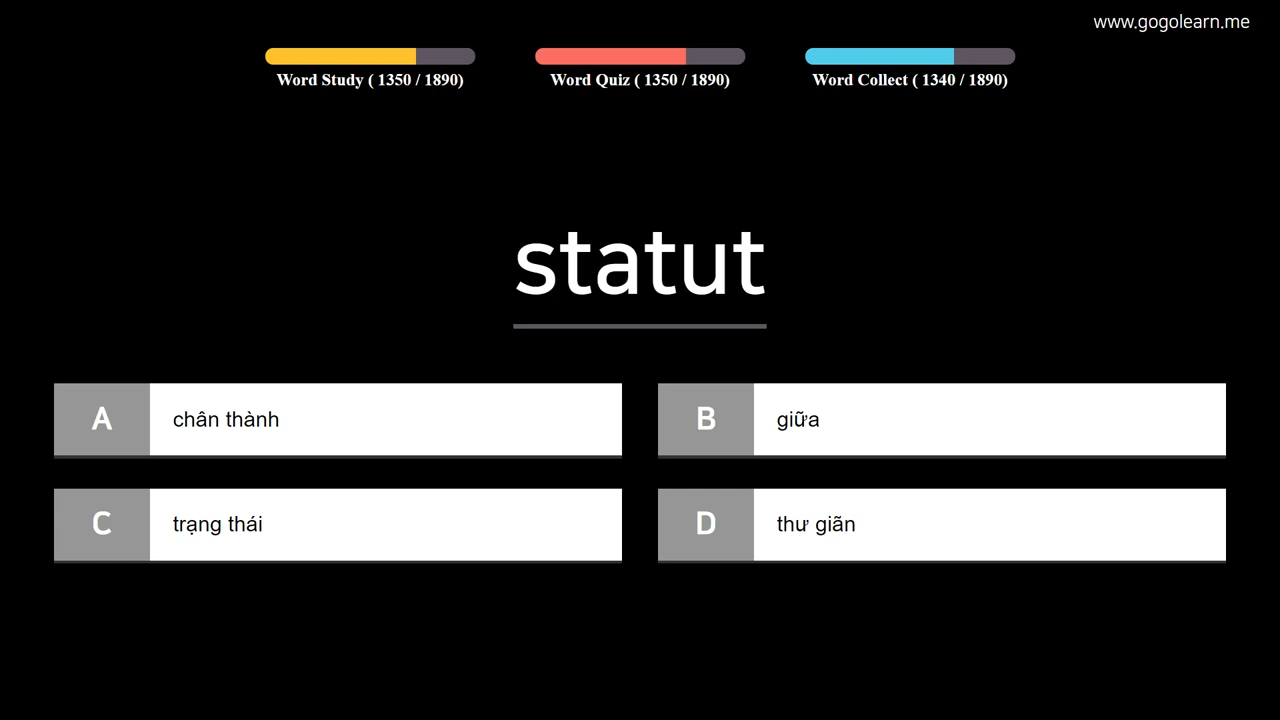 www.gogolearn.me
Word Study ( 1350 / 1890)
Word Quiz ( 1350 / 1890)
Word Collect ( 1340 / 1890)
statut
A chân thành
B giữa
C trạng thái
D thư giãn